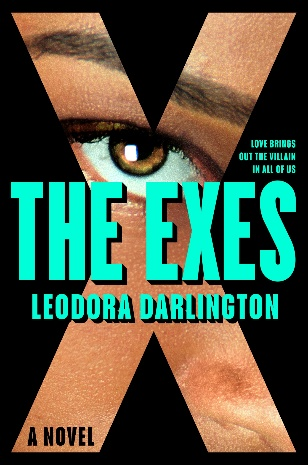 LOVE BRINGS
OUT THE VILLAIN
IN ALL OF US
THE EXES
LEODORA DARLINGTON
A NOVEL